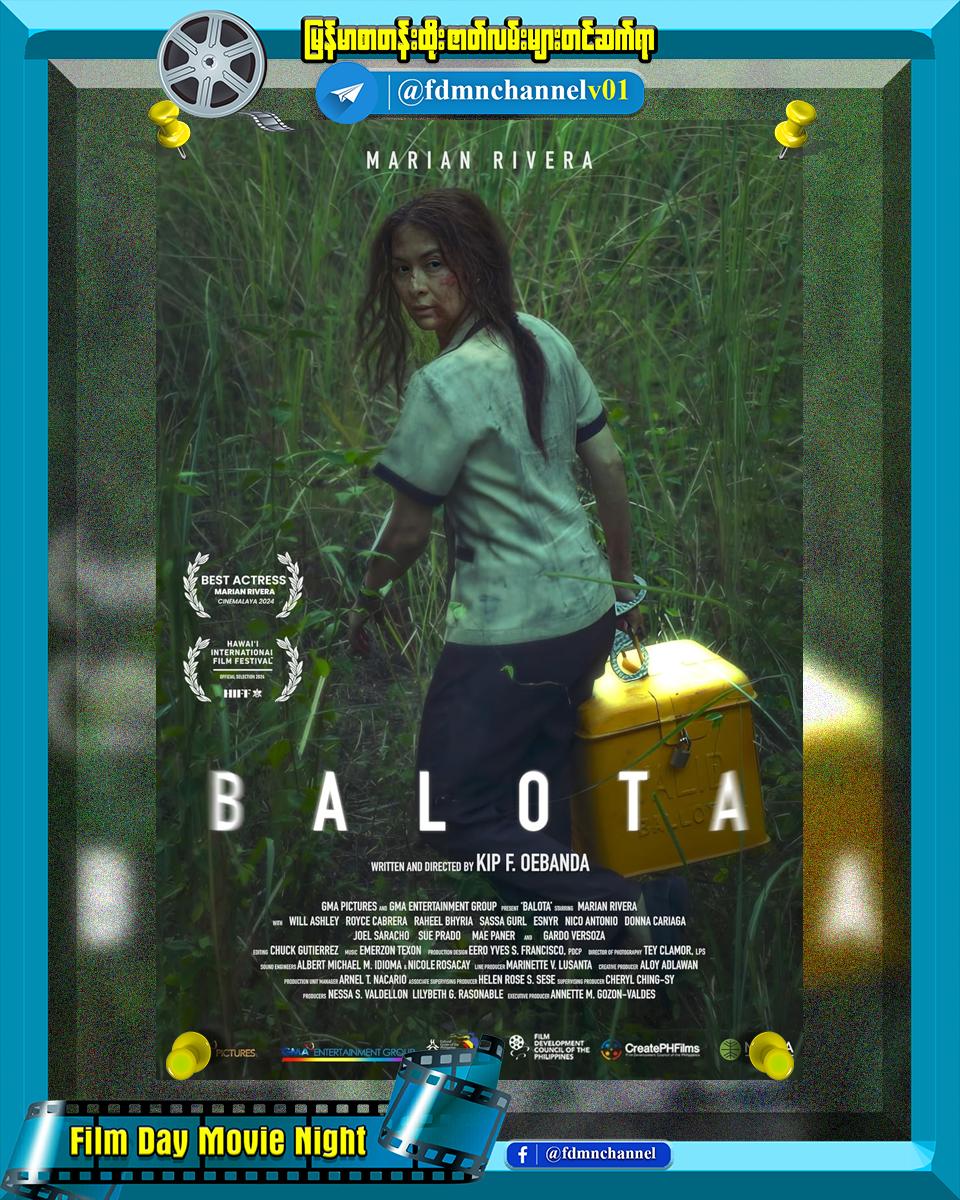 မြန်မာစာတန်းထိုးဇာတ်လမ်းများတင်ဆက်ရာ
@fdmnchannelv01
MARIAN RIVERA
BEST ACTRESS
MARIAN RIVERA
CINEMALAYA 2024
HAWAI'I
INTERNATIONAL
FILM FESTIVAL
OFFICIAL SELECTION 2024
HIFF
BALOTA
WRITTEN AND DIRECTED BY KIP F. OEBANDA
GMA PICTURES AND GMA ENTERTAINMENT GROUP PRESENT 'BALOTA' STARRING MARIAN RIVERA
WITH WILL ASHLEY ROYCE CABRERA RAHEEL BHYRIA SASSA GURL ESNYR NICO ANTONIO DONNA CARIAGA
JOEL SARACHO SUE PRADO MAE PANER AND GARDO VERSOZA
EDITING CHUCK GUTIERREZ MUSIC EMERZON TEXON PRODUCTION DESIGN EERO YVES S. FRANCISCO, PDCP DIRECTOR OF PHOTOGRAPHY TEY CLAMOR, LPS
SOUND ENGINEERS ALBERT MICHAEL M. IDIOMA & NICOLE ROSACAY LINE PRODUCER MARINETTE V. LUSANTA CREATIVE PRODUCER ALOY ADLAWAN
PRODUCTION UNIT MANAGER ARNEL T. NACARIO ASSOCIATE SUPERVISING PRODUCER HELEN ROSE S. SESE SUPERVISING PRODUCER CHERYL CHING-SY
PRODUCERS NESSA S. VALDELLON LILYBETH G. RASONABLE EXECUTIVE PRODUCER ANNETTE M. GOZON-VALDES
PICTURES
GMA ENTERTAINMENT GROUP
FILM
DEVELOPMENT
COUNCIL OF THE
PHILIPPINES
CreatePHFilms
Film Day Movie Night
@fdmnchannel